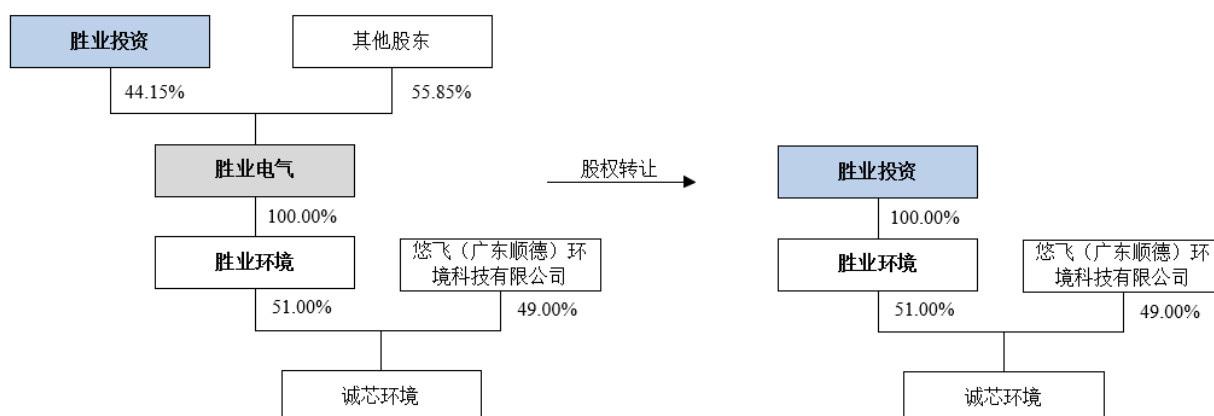 胜业投资
其他股东
44.15%
55.85%
胜业电气
100.00%
胜业环境
悠飞（广东顺德）环
境科技有限公司
51.00%
49.00%
诚芯环境
股权转让
胜业投资
100.00%
胜业环境
悠飞（广东顺德）环
境科技有限公司
51.00%
49.00%
诚芯环境